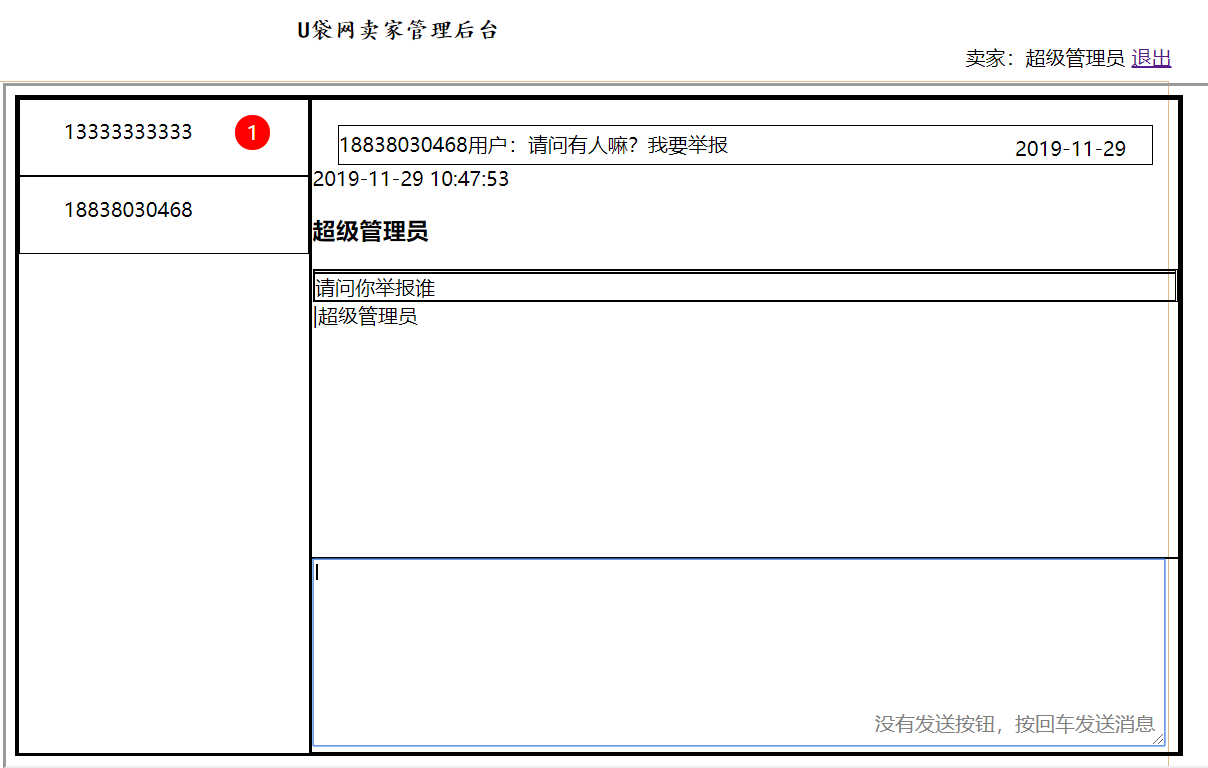 U袋网卖家管理后台
卖家：超级管理员 退出
13333333333 1
18838030468
18838030468用户：请问有人嘛？我要举报 2019-11-29
2019-11-29 10:47:53
超级管理员
请问你举报谁
|超级管理员
没有发送按钮，按回车发送消息